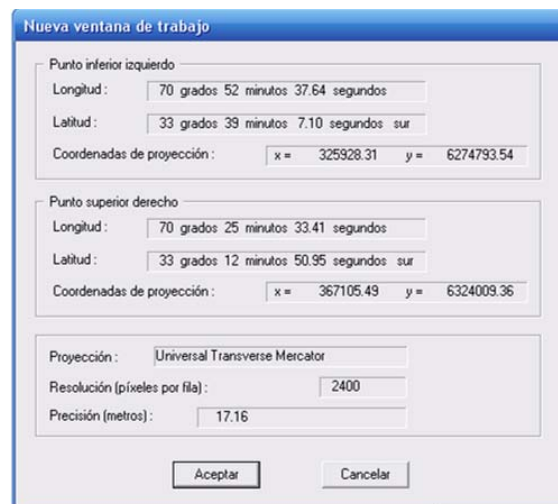 Nueva ventana de trabajo
Punto inferior izquierdo
Longitud : 70 grados 52 minutos 37.64 segundos
Latitud : 33 grados 39 minutos 7.10 segundos sur
Coordenadas de proyección : x = 325928.31 y = 6274793.54
Punto superior derecho
Longitud : 70 grados 25 minutos 33.41 segundos
Latitud : 33 grados 12 minutos 50.95 segundos sur
Coordenadas de proyección : x = 367105.49 y = 6324009.36
Proyección : Universal Transverse Mercator
Resolución (píxeles por fila) : 2400
Precisión (metros) : 17.16
Aceptar Cancelar